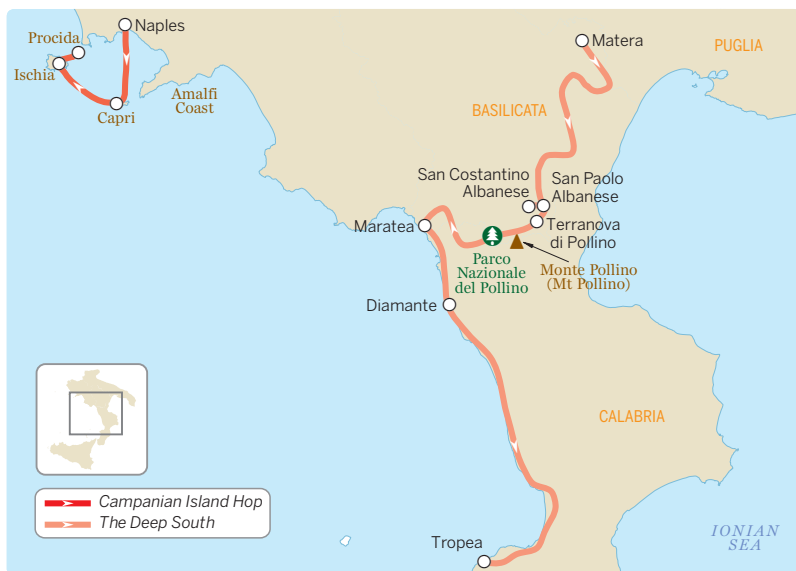 Naples
Procida
Ischia
Capri
Amalfi
Coast
Matera
PUGLIA
BASILICATA
San Costantino
Albanese
San Paolo
Albanese
Terranova
di Pollino
Maratea
Parco
Nazionale
del Pollino
Monte Pollino
(Mt Pollino)
Diamante
CALABRIA
Campanian Island Hop
The Deep South
Tropea
IONIAN
SEA